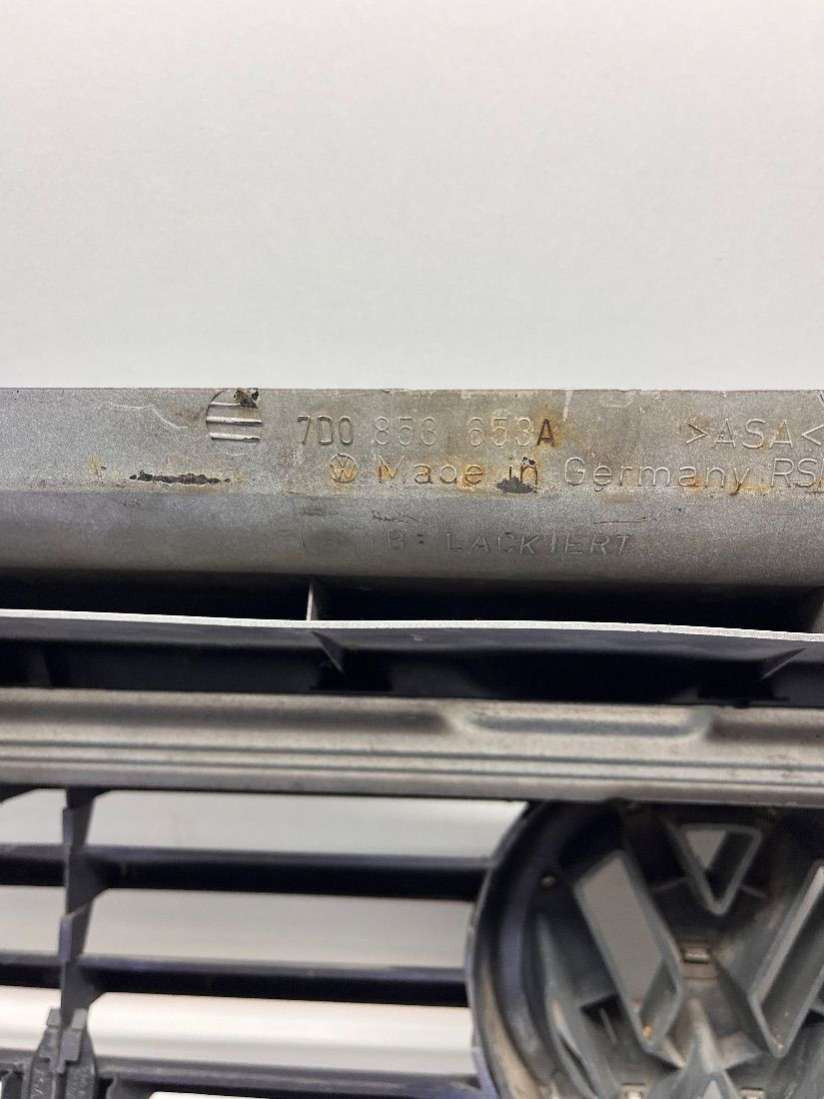 7D0 853 653A >ASA<
Made in Germany RS
B: LACKIERT